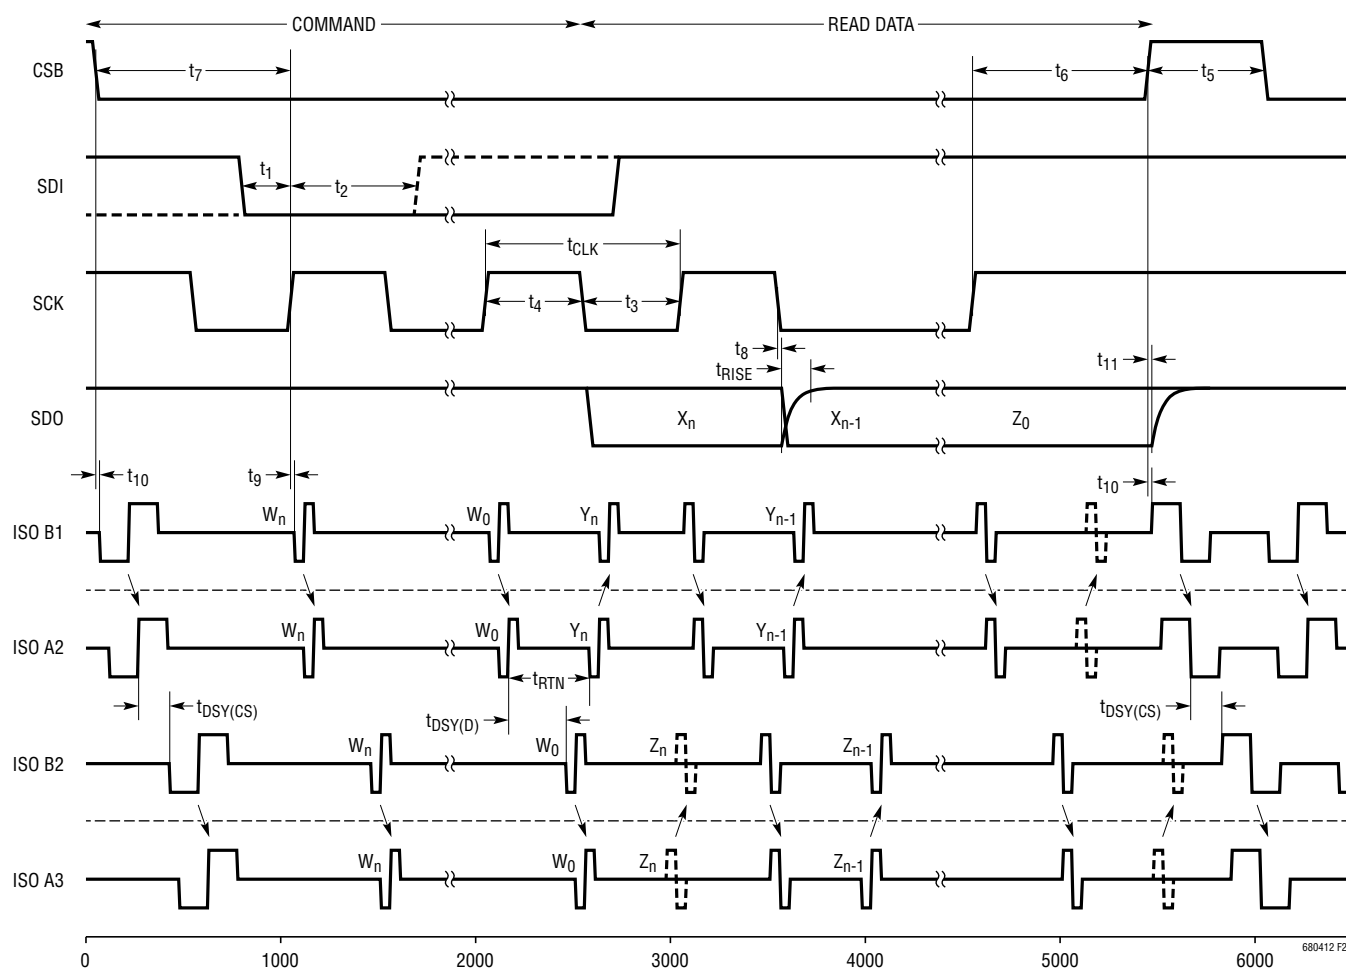 COMMAND READ DATA
CSB t7 t6 t5
SDI t1 t2
tCLK
SCK t4 t3
t8 t11
tRISE
SDO Xn Xn-1 Z0
t10 t9 t10
ISO B1 Wn W0 Yn Yn-1
ISO A2 Wn W0 Yn Yn-1
tRTN
tDSY(CS) tDSY(D) tDSY(CS)
ISO B2 Wn W0 Zn Zn-1
ISO A3 Wn W0 Zn Zn-1
680412 F2
0 1000 2000 3000 4000 5000 6000